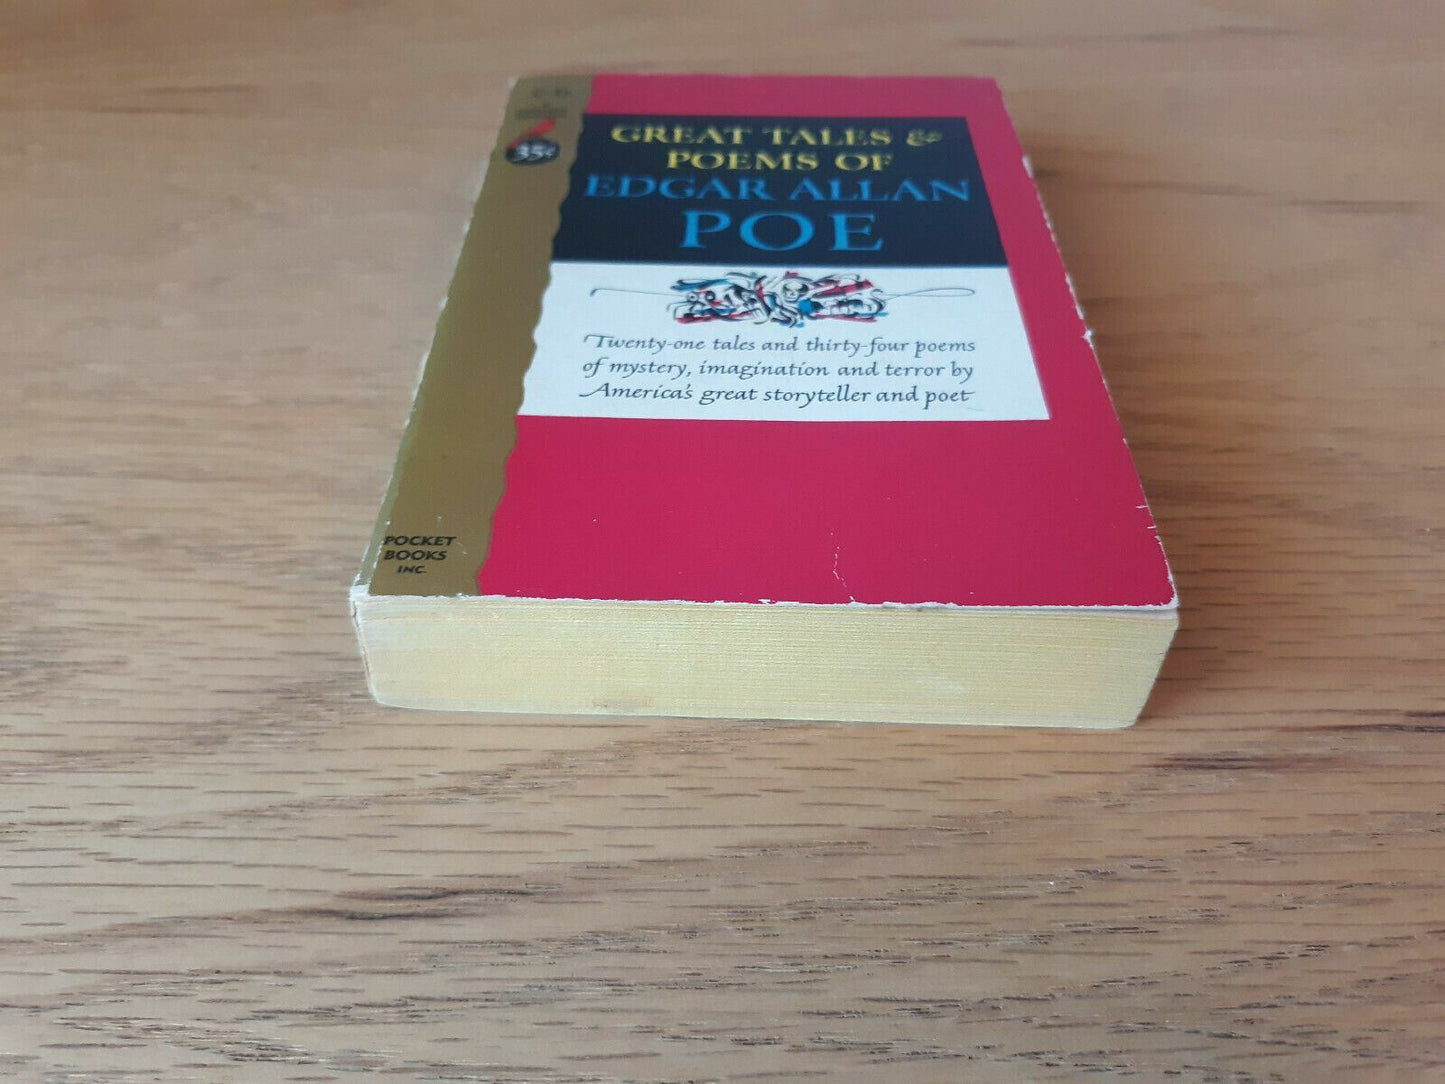 35¢
GREAT TALES &
POEMS OF
EDGAR ALLAN
POE
Twenty-one tales and thirty-four poems
of mystery, imagination and terror by
America's great storyteller and poet
POCKET
BOOKS
INC.